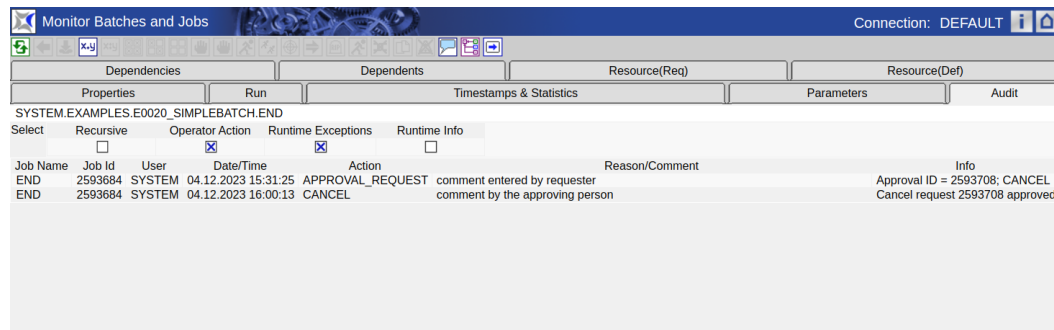 Monitor Batches and Jobs Connection: DEFAULT
x,y
Dependencies Dependents Resource(Req) Resource(Def)
Properties Run Timestamps & Statistics Parameters Audit
SYSTEM.EXAMPLES.E0020_SIMPLEBATCH.END
Select Recursive Operator Action Runtime Exceptions Runtime Info
Job Name Job Id User Date/Time Action Reason/Comment Info
END 2593684 SYSTEM 04.12.2023 15:31:25 APPROVAL_REQUEST comment entered by requester Approval ID = 2593708; CANCEL
END 2593684 SYSTEM 04.12.2023 16:00:13 CANCEL comment by the approving person Cancel request 2593708 approved